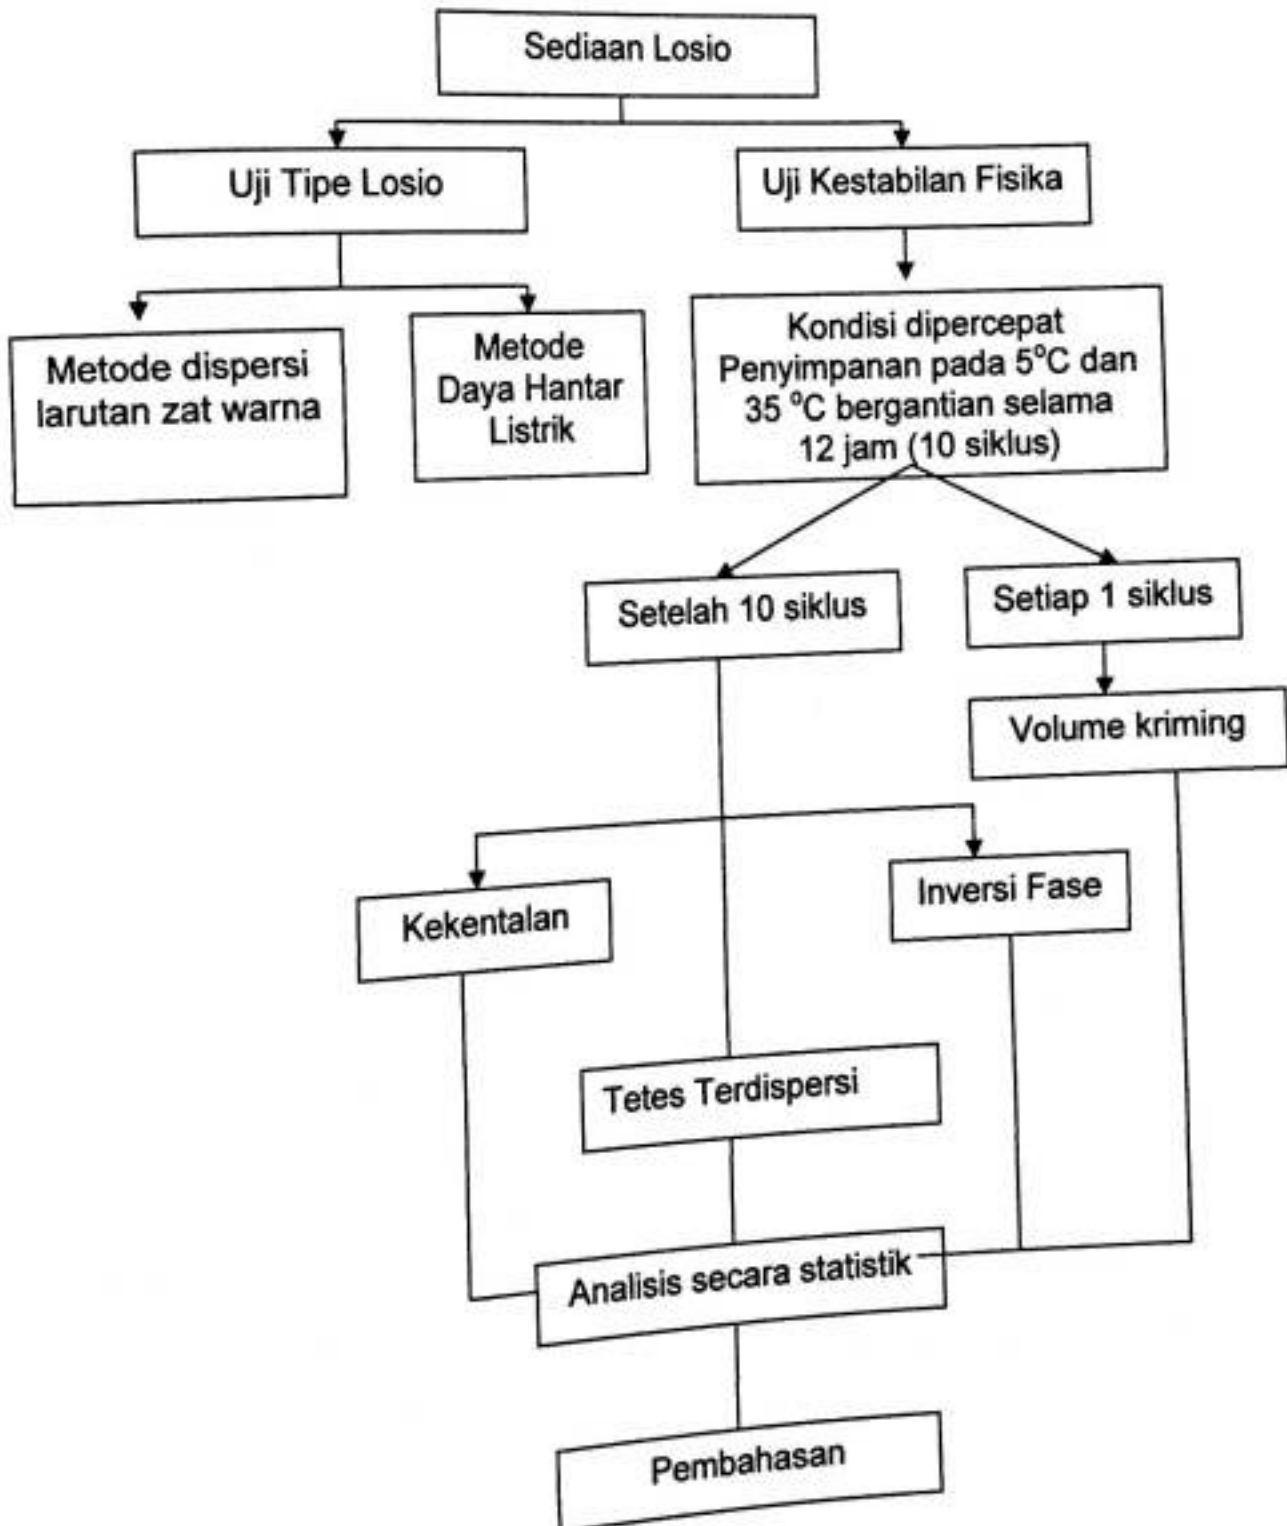 Sediaan Losio
Uji Tipe Losio
Uji Kestabilan Fisika
Metode dispersi
larutan zat warna
Metode
Daya Hantar
Listrik
Kondisi dipercepat
Penyimpanan pada 5°C dan
35 °C bergantian selama
12 jam (10 siklus)
Setelah 10 siklus
Setiap 1 siklus
Volume kriming
Kekentalan
Inversi Fase
Tetes Terdispersi
Analisis secara statistik
Pembahasan